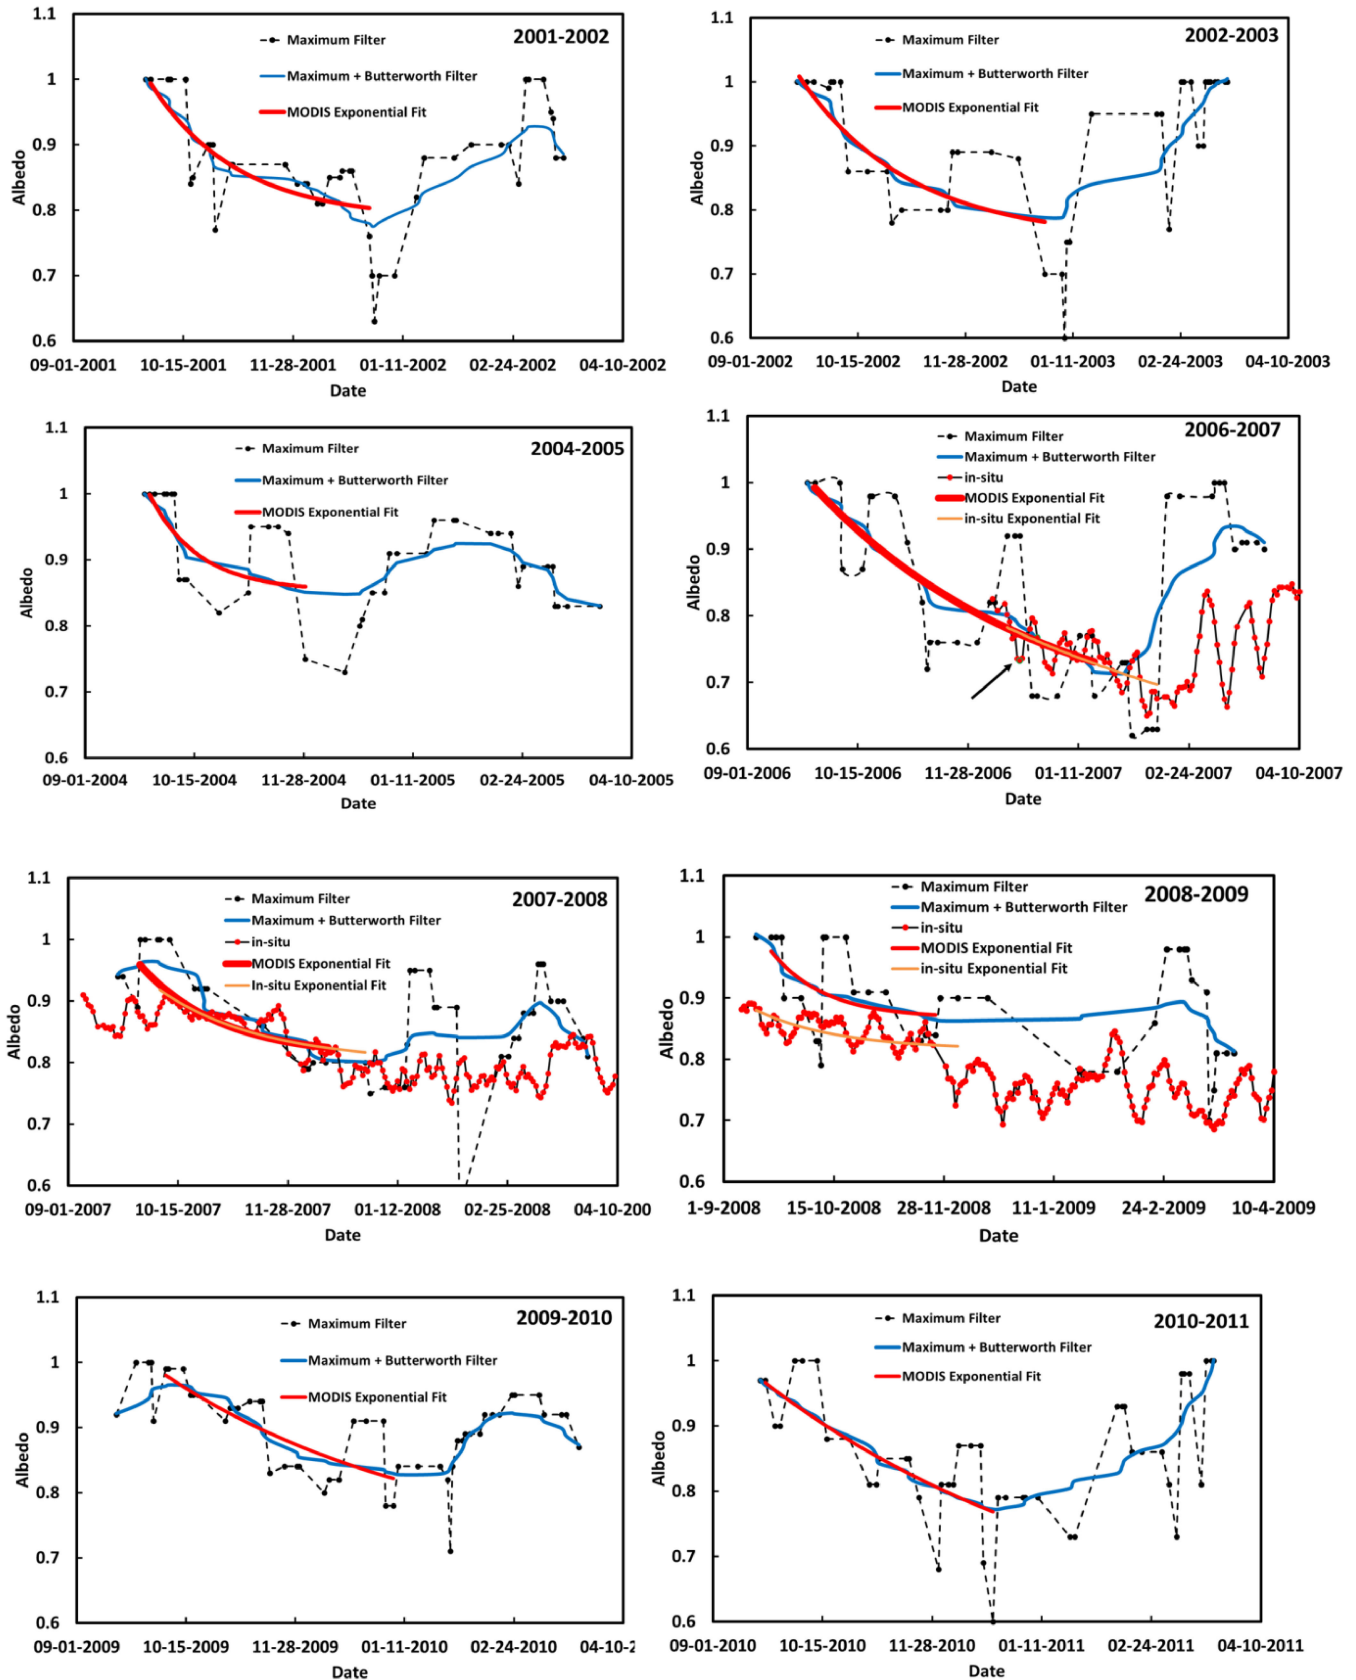 2001-2002
Maximum Filter
Maximum + Butterworth Filter
MODIS Exponential Fit
Albedo
1.1
1
0.9
0.8
0.7
0.6
09-01-2001 10-15-2001 11-28-2001 01-11-2002 02-24-2002 04-10-2002
Date
2002-2003
Maximum Filter
Maximum + Butterworth Filter
MODIS Exponential Fit
Albedo
1.1
1
0.9
0.8
0.7
0.6
09-01-2002 10-15-2002 11-28-2002 01-11-2003 02-24-2003 04-10-2003
Date
2004-2005
Maximum Filter
Maximum + Butterworth Filter
MODIS Exponential Fit
Albedo
1.1
1
0.9
0.8
0.7
0.6
09-01-2004 10-15-2004 11-28-2004 01-11-2005 02-24-2005 04-10-2005
Date
2006-2007
Maximum Filter
Maximum + Butterworth Filter
in-situ
MODIS Exponential Fit
in-situ Exponential Fit
Albedo
1.1
1
0.9
0.8
0.7
0.6
09-01-2006 10-15-2006 11-28-2006 01-11-2007 02-24-2007 04-10-2007
Date
2007-2008
Maximum Filter
Maximum + Butterworth Filter
in-situ
MODIS Exponential Fit
In-situ Exponential Fit
Albedo
1.1
1
0.9
0.8
0.7
0.6
09-01-2007 10-15-2007 11-28-2007 01-12-2008 02-25-2008 04-10-200
Date
2008-2009
Maximum Filter
Maximum + Butterworth Filter
in-situ
MODIS Exponential Fit
in-situ Exponential Fit
Albedo
1.1
1
0.9
0.8
0.7
0.6
1-9-2008 15-10-2008 28-11-2008 11-1-2009 24-2-2009 10-4-2009
Date
2009-2010
Maximum Filter
Maximum + Butterworth Filter
MODIS Exponential Fit
Albedo
1.1
1
0.9
0.8
0.7
0.6
09-01-2009 10-15-2009 11-28-2009 01-11-2010 02-24-2010 04-10-2
Date
2010-2011
Maximum Filter
Maximum + Butterworth Filter
MODIS Exponential Fit
Albedo
1.1
1
0.9
0.8
0.7
0.6
09-01-2010 10-15-2010 11-28-2010 01-11-2011 02-24-2011 04-10-2011
Date